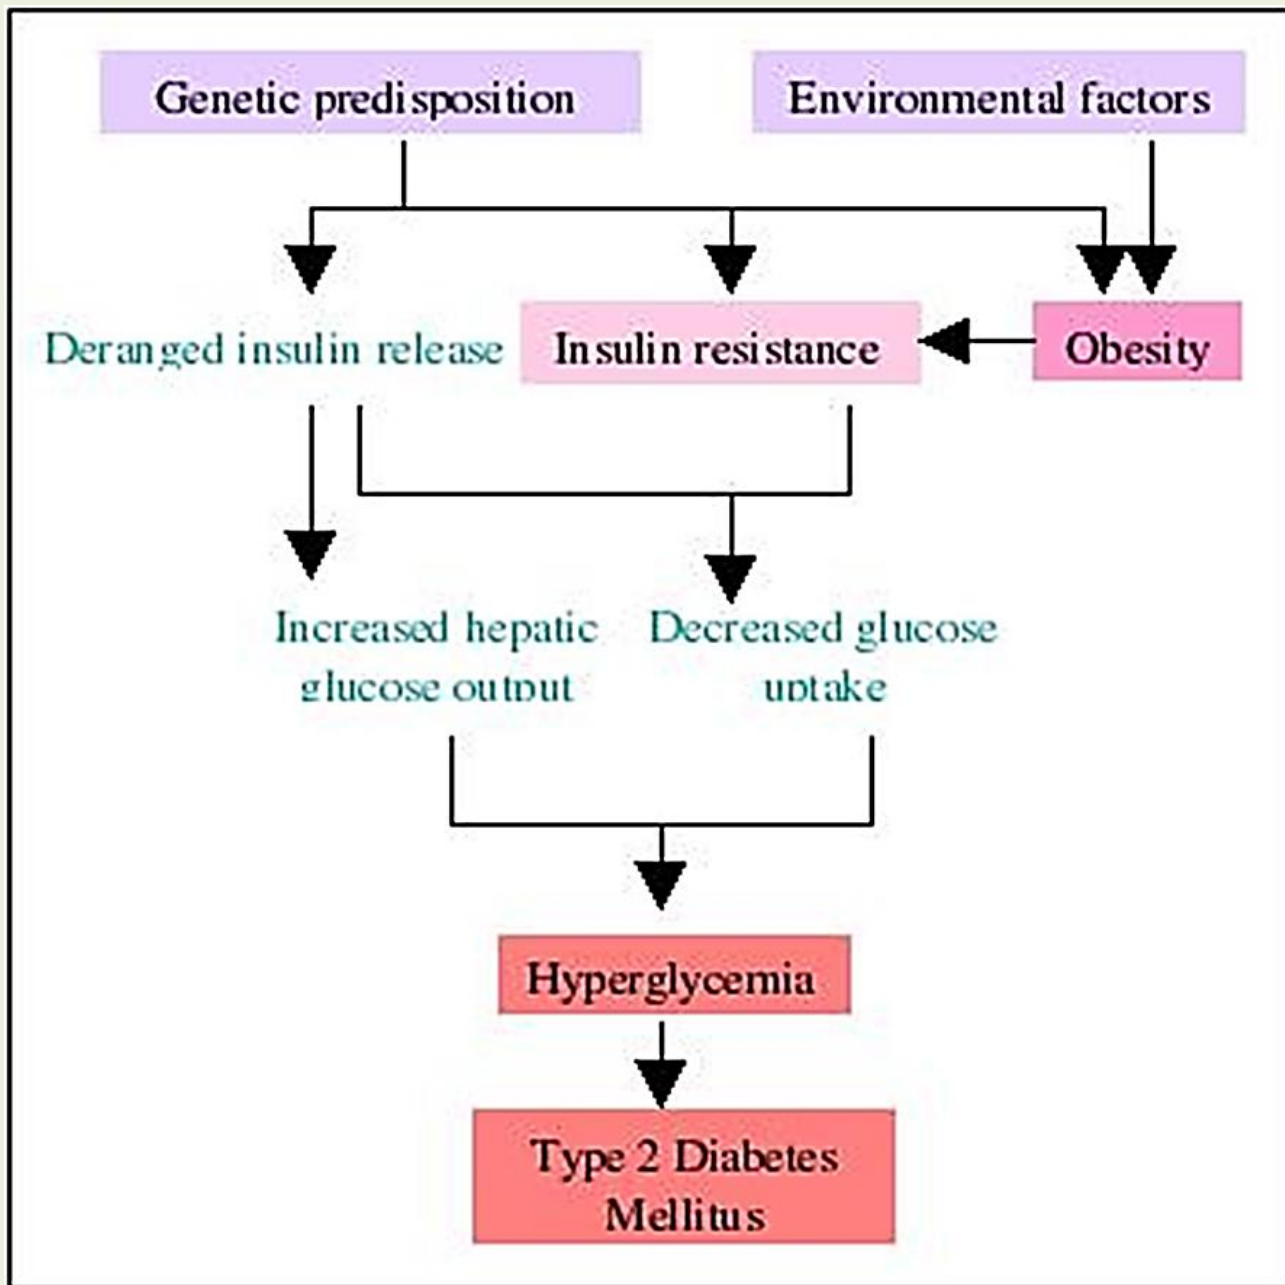 Genetic predisposition
Environmental factors
Deranged insulin release
Insulin resistance
Obesity
Increased hepatic
glucose output
Decreased glucose
uptake
Hyperglycemia
Type 2 Diabetes
Mellitus